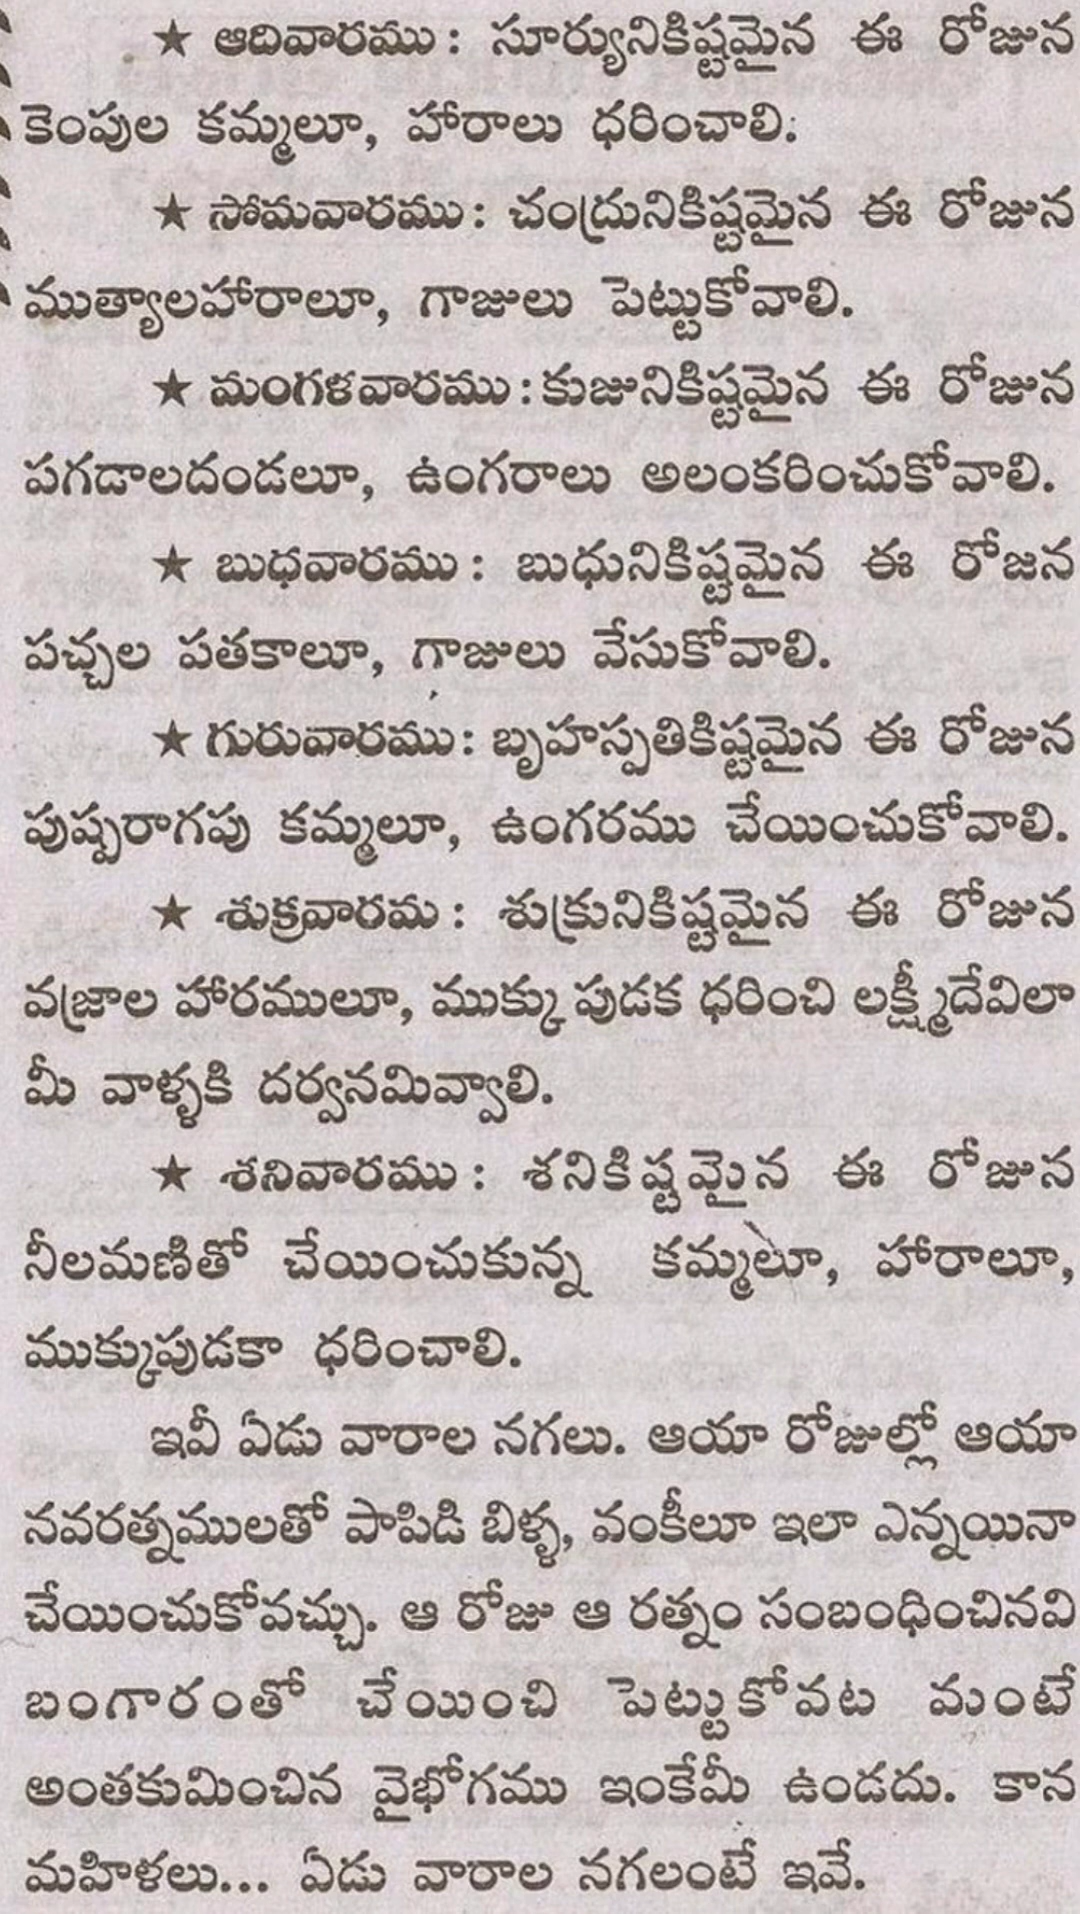 ★ ఆదివారము : సూర్యునికిష్టమైన ఈ రోజున
కెంపుల కమ్మలూ, హారాలు ధరించాలి.
★ సోమవారము : చంద్రునికిష్టమైన ఈ రోజున
ముత్యాలహారాలూ, గాజులు పెట్టుకోవాలి.
★ మంగళవారము : కుజునికిష్టమైన ఈ రోజున
పగడాలదండలూ, ఉంగరాలు అలంకరించుకోవాలి.
★ బుధవారము : బుధునికిష్టమైన ఈ రోజన
పచ్చల పతకాలూ, గాజులు వేసుకోవాలి.
★ గురువారము : బృహస్పతికిష్టమైన ఈ రోజున
పుష్పరాగపు కమ్మలూ, ఉంగరము చేయించుకోవాలి.
★ శుక్రవారమ : శుక్రునికిష్టమైన ఈ రోజున
వజ్రాల హారములూ, ముక్కు పుడక ధరించి లక్ష్మీదేవిలా
మీ వాళ్ళకి దర్వనమివ్వాలి.
★ శనివారము : శనికిష్టమైన ఈ రోజున
నీలమణితో చేయించుకున్న కమ్మలూ, హారాలూ,
ముక్కుపుడకా ధరించాలి.
ఇవీ ఏడు వారాల నగలు. ఆయా రోజుల్లో ఆయా
నవరత్నములతో పాపిడి బిళ్ళ, వంకీలూ ఇలా ఎన్నయినా
చేయించుకోవచ్చు. ఆ రోజు ఆ రత్నం సంబంధించినవి
బంగారంతో చేయించి పెట్టుకోవట మంటే
అంతకుమించిన వైభోగము ఇంకేమీ ఉండదు. కాన
మహిళలు... ఏడు వారాల నగలంటే ఇవే.